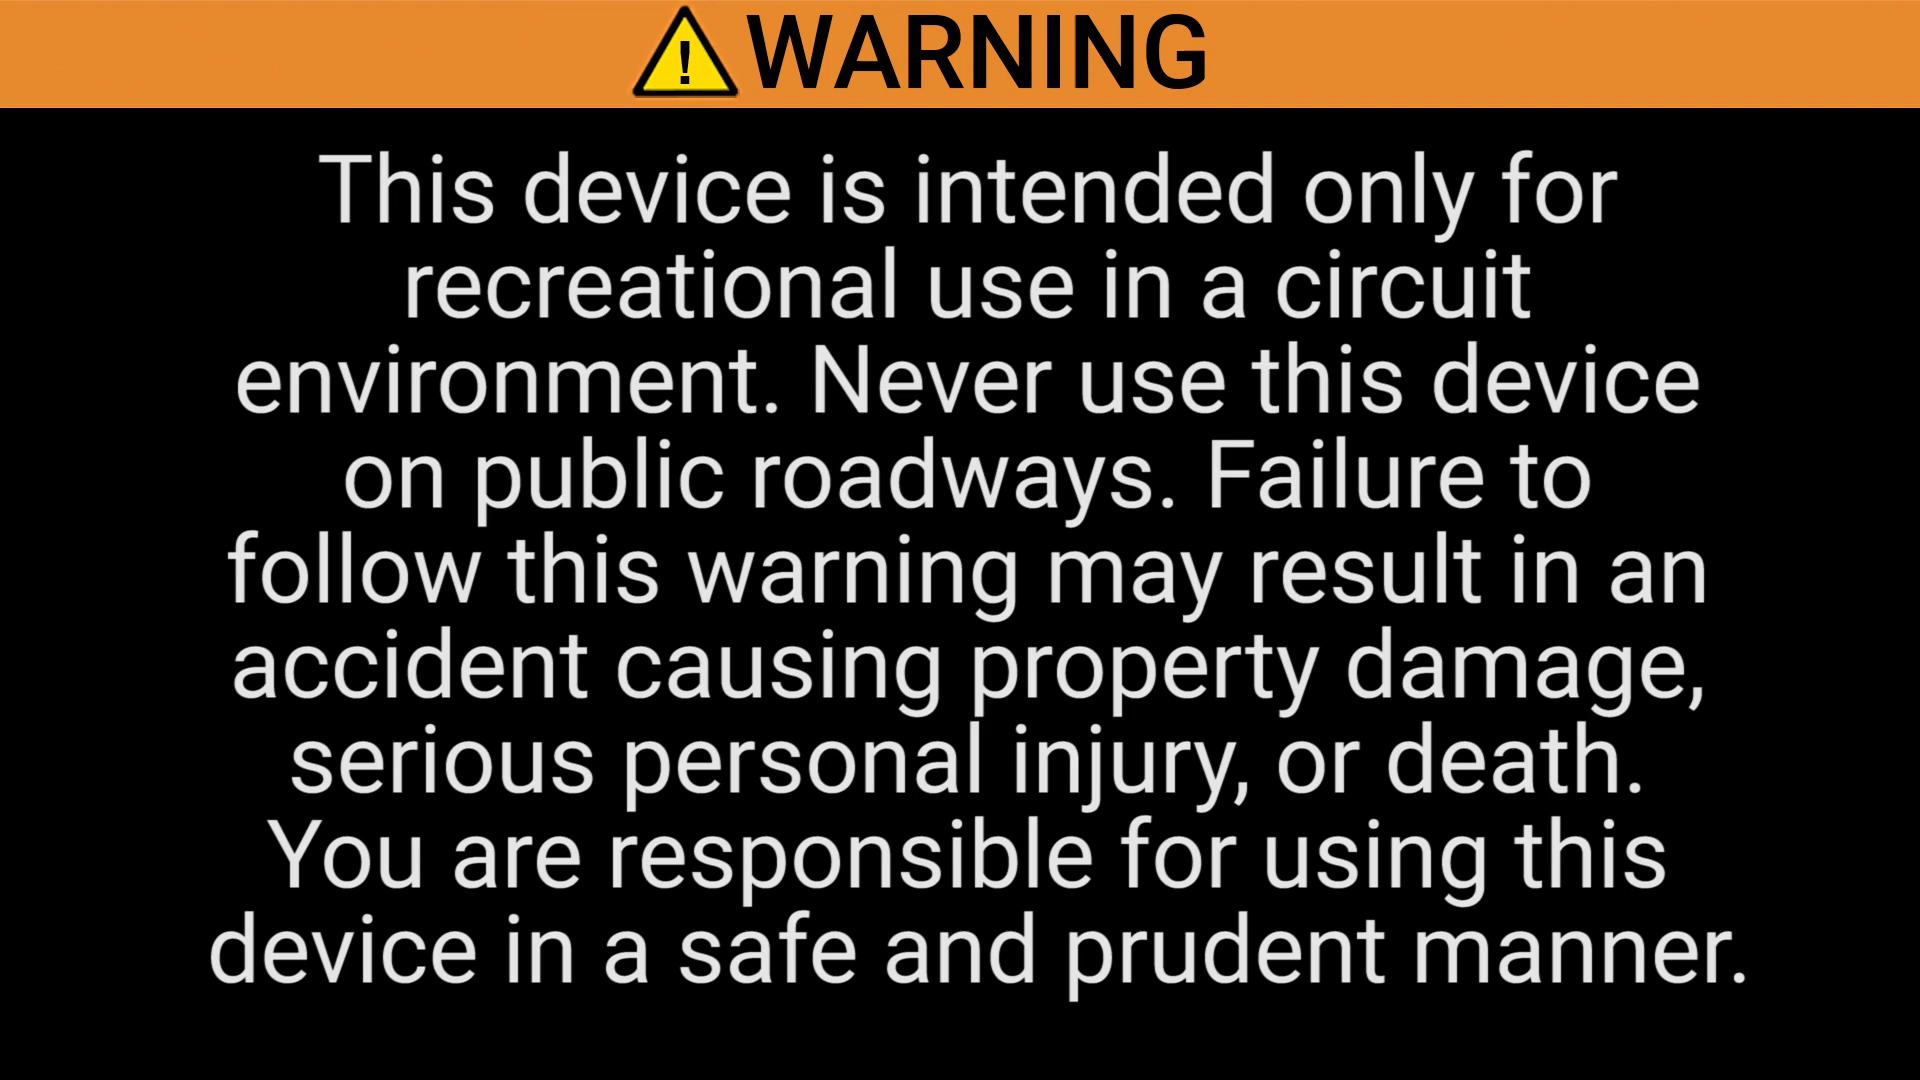 WARNING
This device is intended only for
recreational use in a circuit
environment. Never use this device
on public roadways. Failure to
follow this warning may result in an
accident causing property damage,
serious personal injury, or death.
You are responsible for using this
device in a safe and prudent manner.